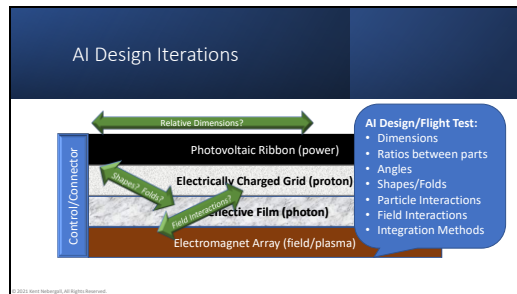 AI Design Iterations
Relative Dimensions?
Control/Connector
Photovoltaic Ribbon (power)
Electrically Charged Grid (proton)
Shapes? Folds?
Field Interactions?
flective Film (photon)
Electromagnet Array (field/plasma)
AI Design/Flight Test:
• Dimensions
• Ratios between parts
• Angles
• Shapes/Folds
• Particle Interactions
• Field Interactions
• Integration Methods
© 2021 Kent Nebergall, All Rights Reserved.